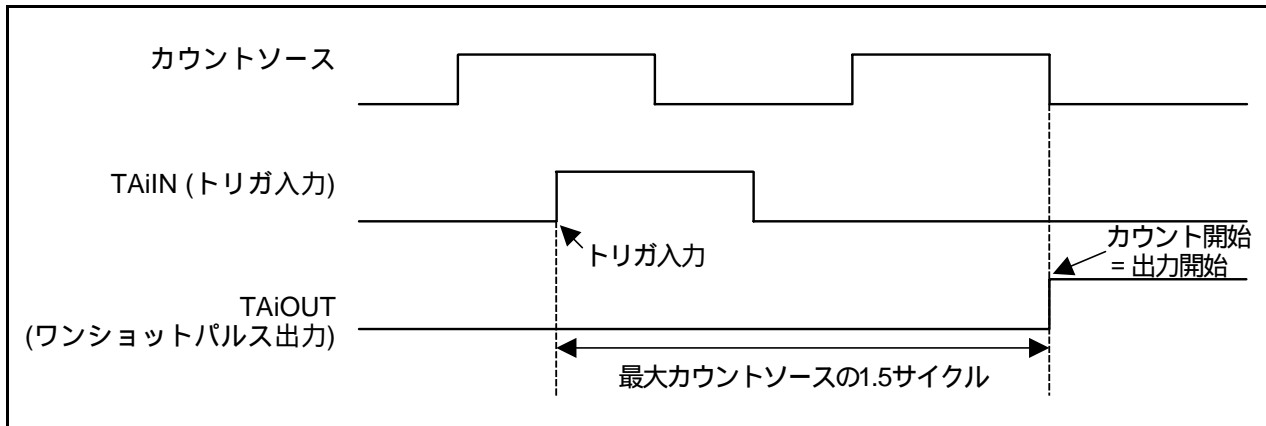 カウントソース
TAiIN (トリガ入力)
トリガ入力
カウント開始
= 出力開始
TAiOUT
(ワンショットパルス出力)
最大カウントソースの1.5サイクル